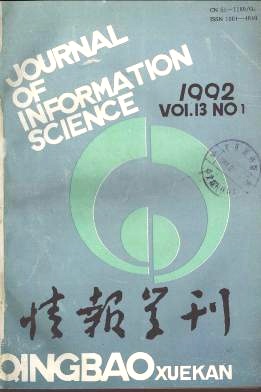 JOURNAL
OF
INFORMATION
SCIENCE
1992
VOL.13 NO1
情報学刊
QINGBAO XUEKAN